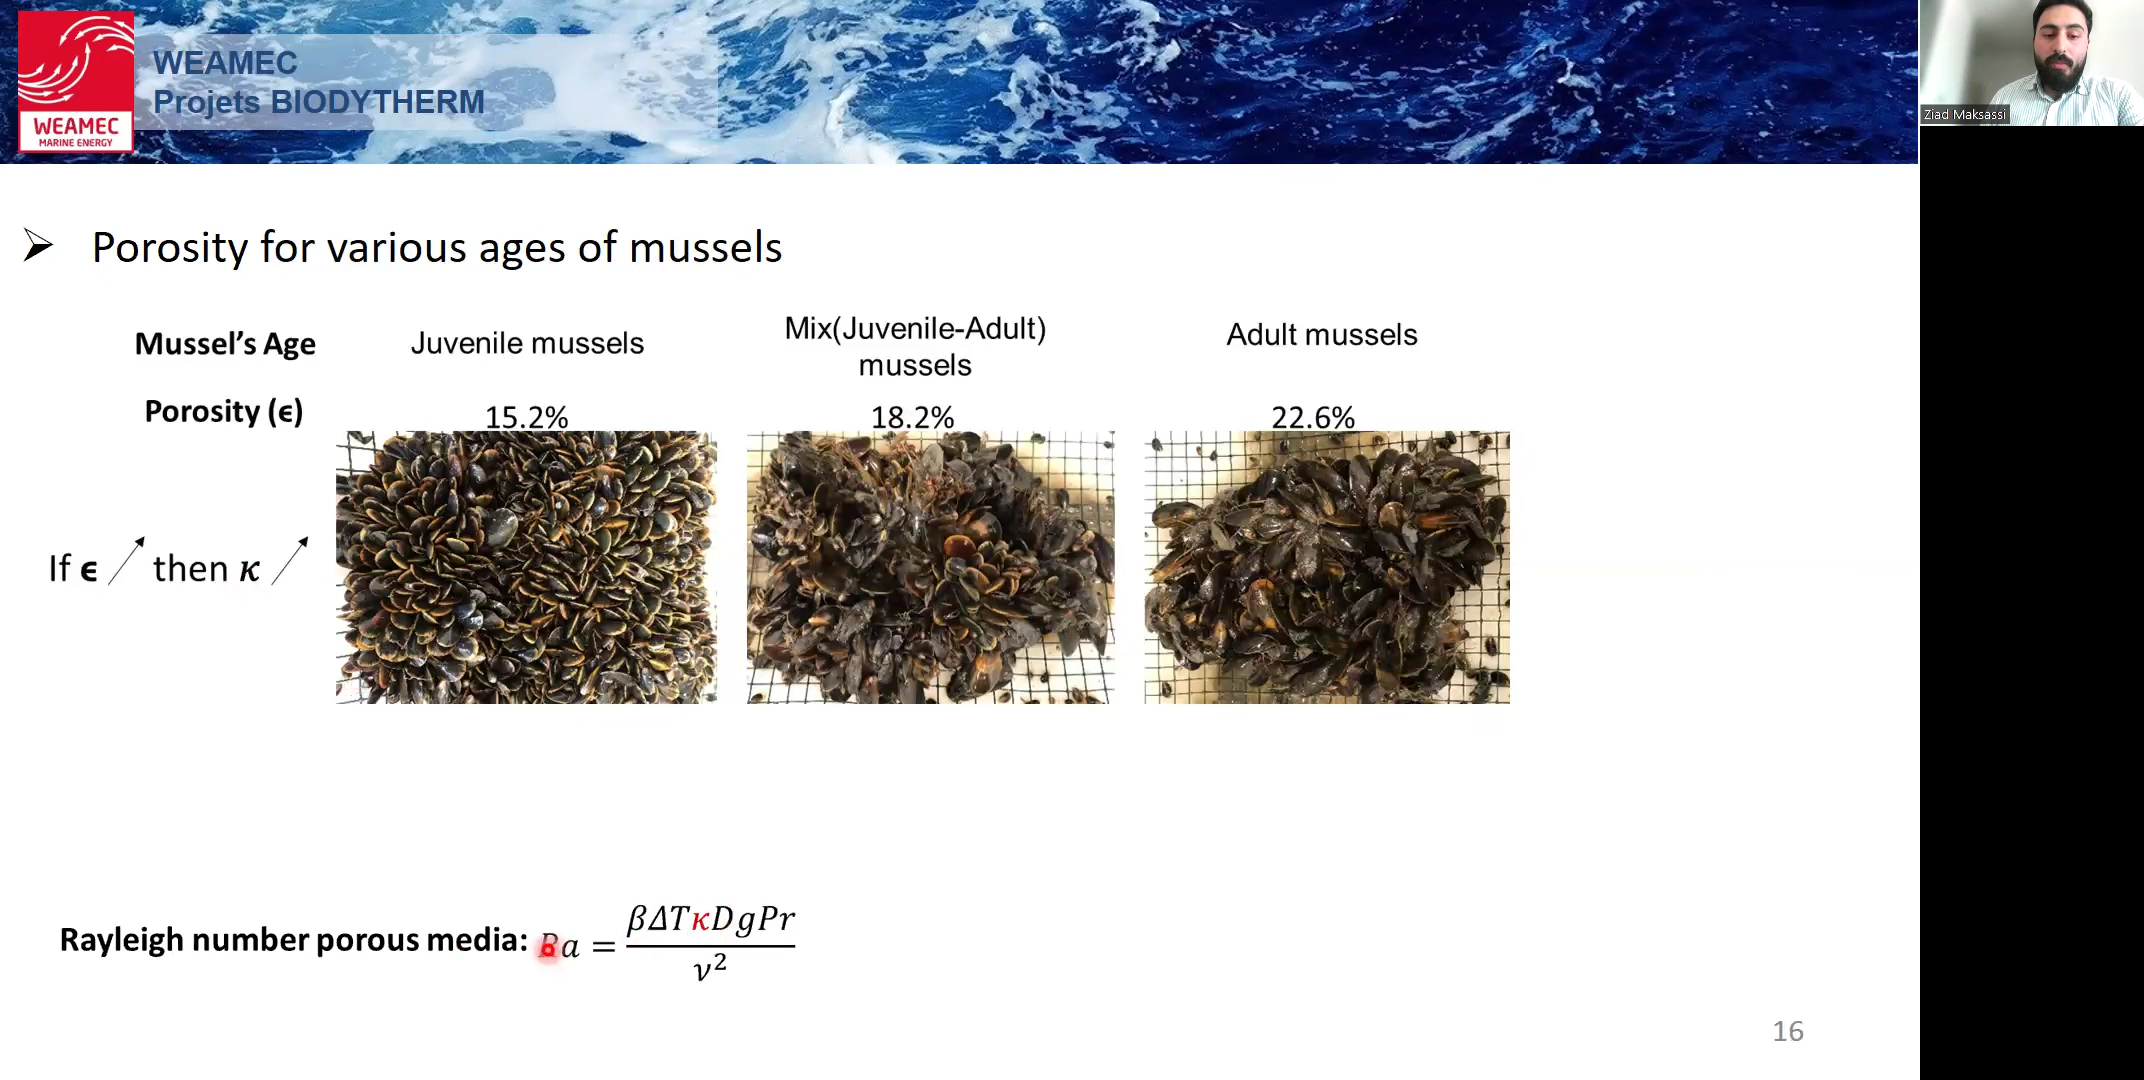 WEAMEC
MARINE ENERGY
WEAMEC
Projets BIODYTHERM
Ziad Maksassi
➢ Porosity for various ages of mussels
Mussel’s Age
Juvenile mussels
Mix(Juvenile-Adult)
mussels
Adult mussels
Porosity (ϵ)
15.2%
18.2%
22.6%
If ϵ ↗ then κ ↗
Rayleigh number porous media: Ra = βΔTκDgPr / ν²
16